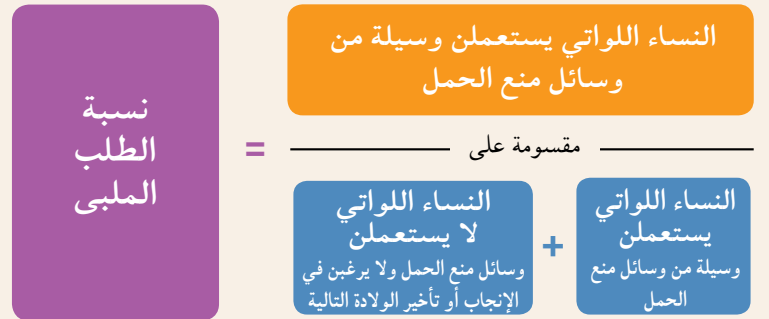 نسبة
الطلب
الملبى
=
النساء اللواتي يستعملن وسيلة من
وسائل منع الحمل
مقسومة على
النساء اللواتي
يستعملن
وسيلة من وسائل منع
الحمل
+
النساء اللواتي
لا يستعملن
وسائل منع الحمل ولا يرغبن في
الإنجاب أو تأخير الولادة التالية